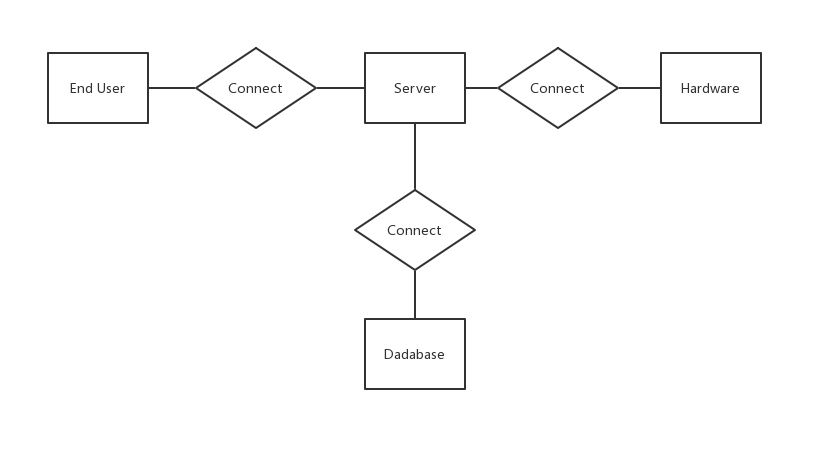 End User
Connect
Server
Connect
Hardware
Connect
Dadabase